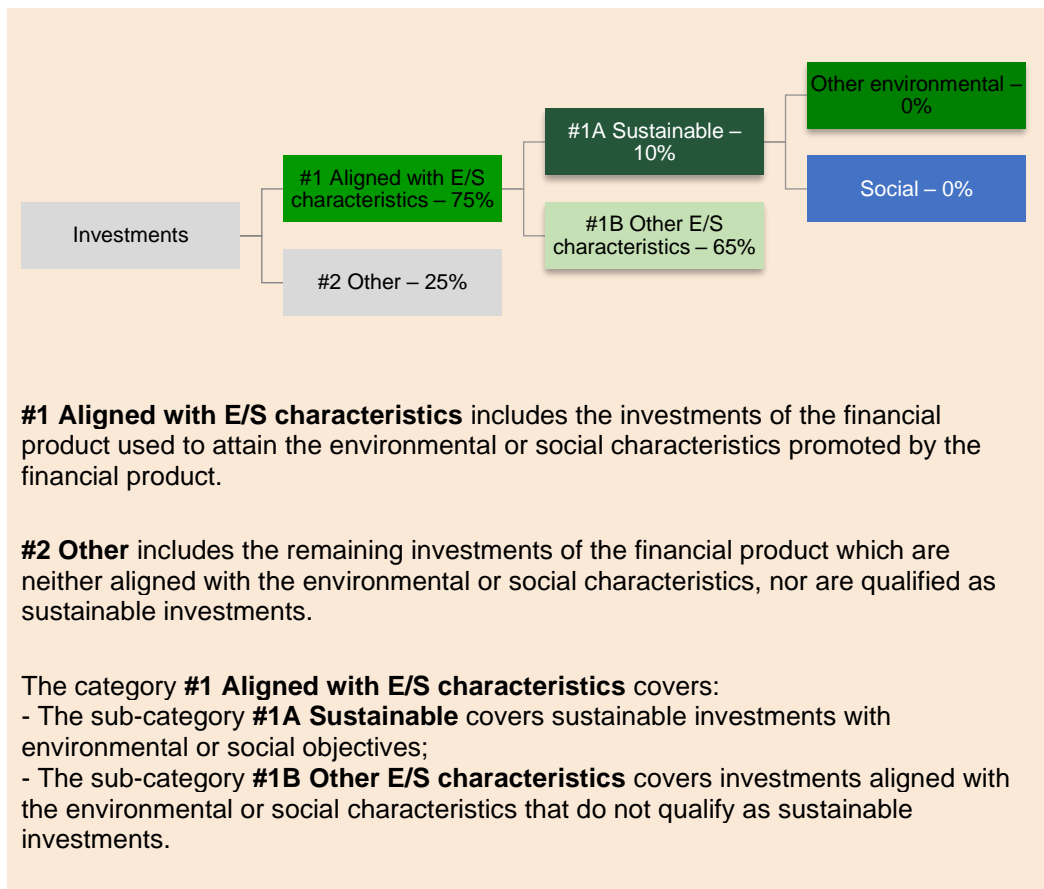 Other environmental –
0%
#1A Sustainable –
10%
#1 Aligned with E/S
characteristics – 75%
Social – 0%
Investments
#1B Other E/S
characteristics – 65%
#2 Other – 25%
#1 Aligned with E/S characteristics includes the investments of the financial
product used to attain the environmental or social characteristics promoted by the
financial product.
#2 Other includes the remaining investments of the financial product which are
neither aligned with the environmental or social characteristics, nor are qualified as
sustainable investments.
The category #1 Aligned with E/S characteristics covers:
- The sub-category #1A Sustainable covers sustainable investments with
environmental or social objectives;
- The sub-category #1B Other E/S characteristics covers investments aligned with
the environmental or social characteristics that do not qualify as sustainable
investments.